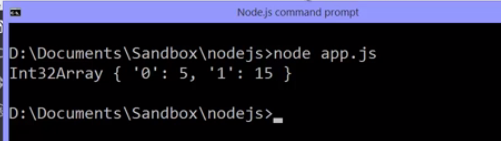 Node.js command prompt
D:\Documents\Sandbox\nodejs>node app.js
Int32Array { '0': 5, '1': 15 }
D:\Documents\Sandbox\nodejs>